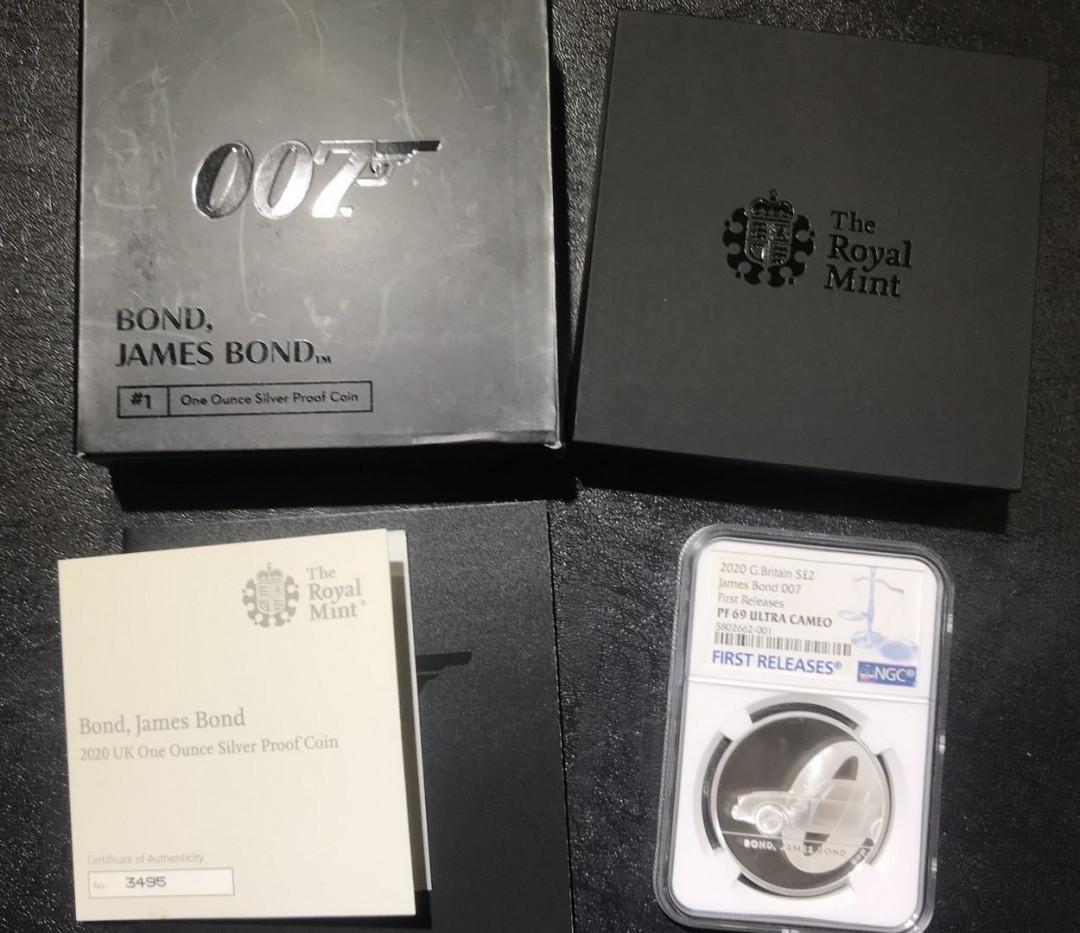 007
BOND,
JAMES BOND™
#1 One Ounce Silver Proof Coin
The
Royal
Mint
The
Royal
Mint®
Bond, James Bond
2020 UK One Ounce Silver Proof Coin
Certificate of Authenticity
No. 3495
2020 G.Britain S£2
James Bond 007
First Releases
PF 69 ULTRA CAMEO
5802662-001
FIRST RELEASES®
NGC®
BOND, JAMES BOND